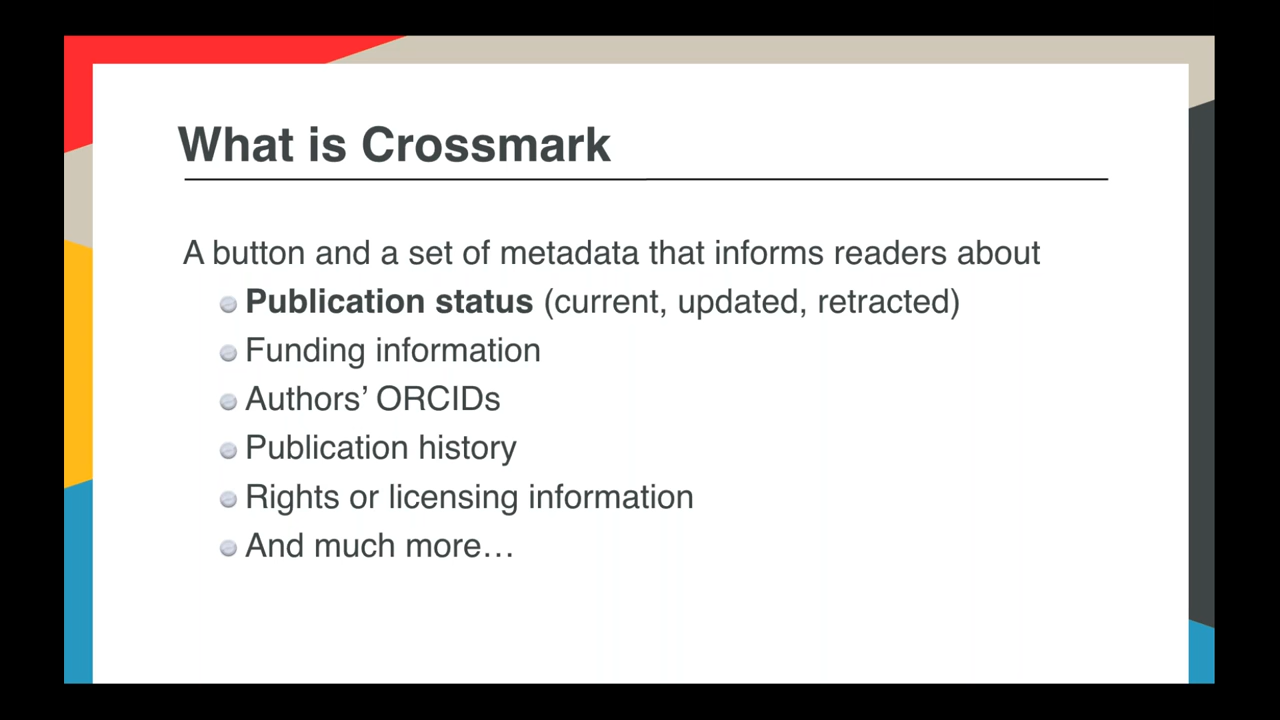 What is Crossmark
A button and a set of metadata that informs readers about
Publication status (current, updated, retracted)
Funding information
Authors’ ORCIDs
Publication history
Rights or licensing information
And much more…